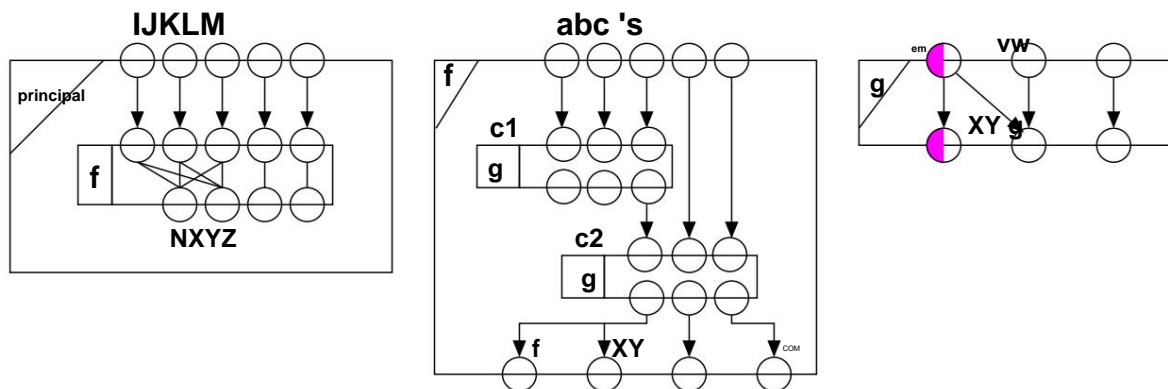 IJKLM
principal
f
NXYZ
abc 's
f
c1
g
c2
g
f
XY
COM
em
vw
g
XY g